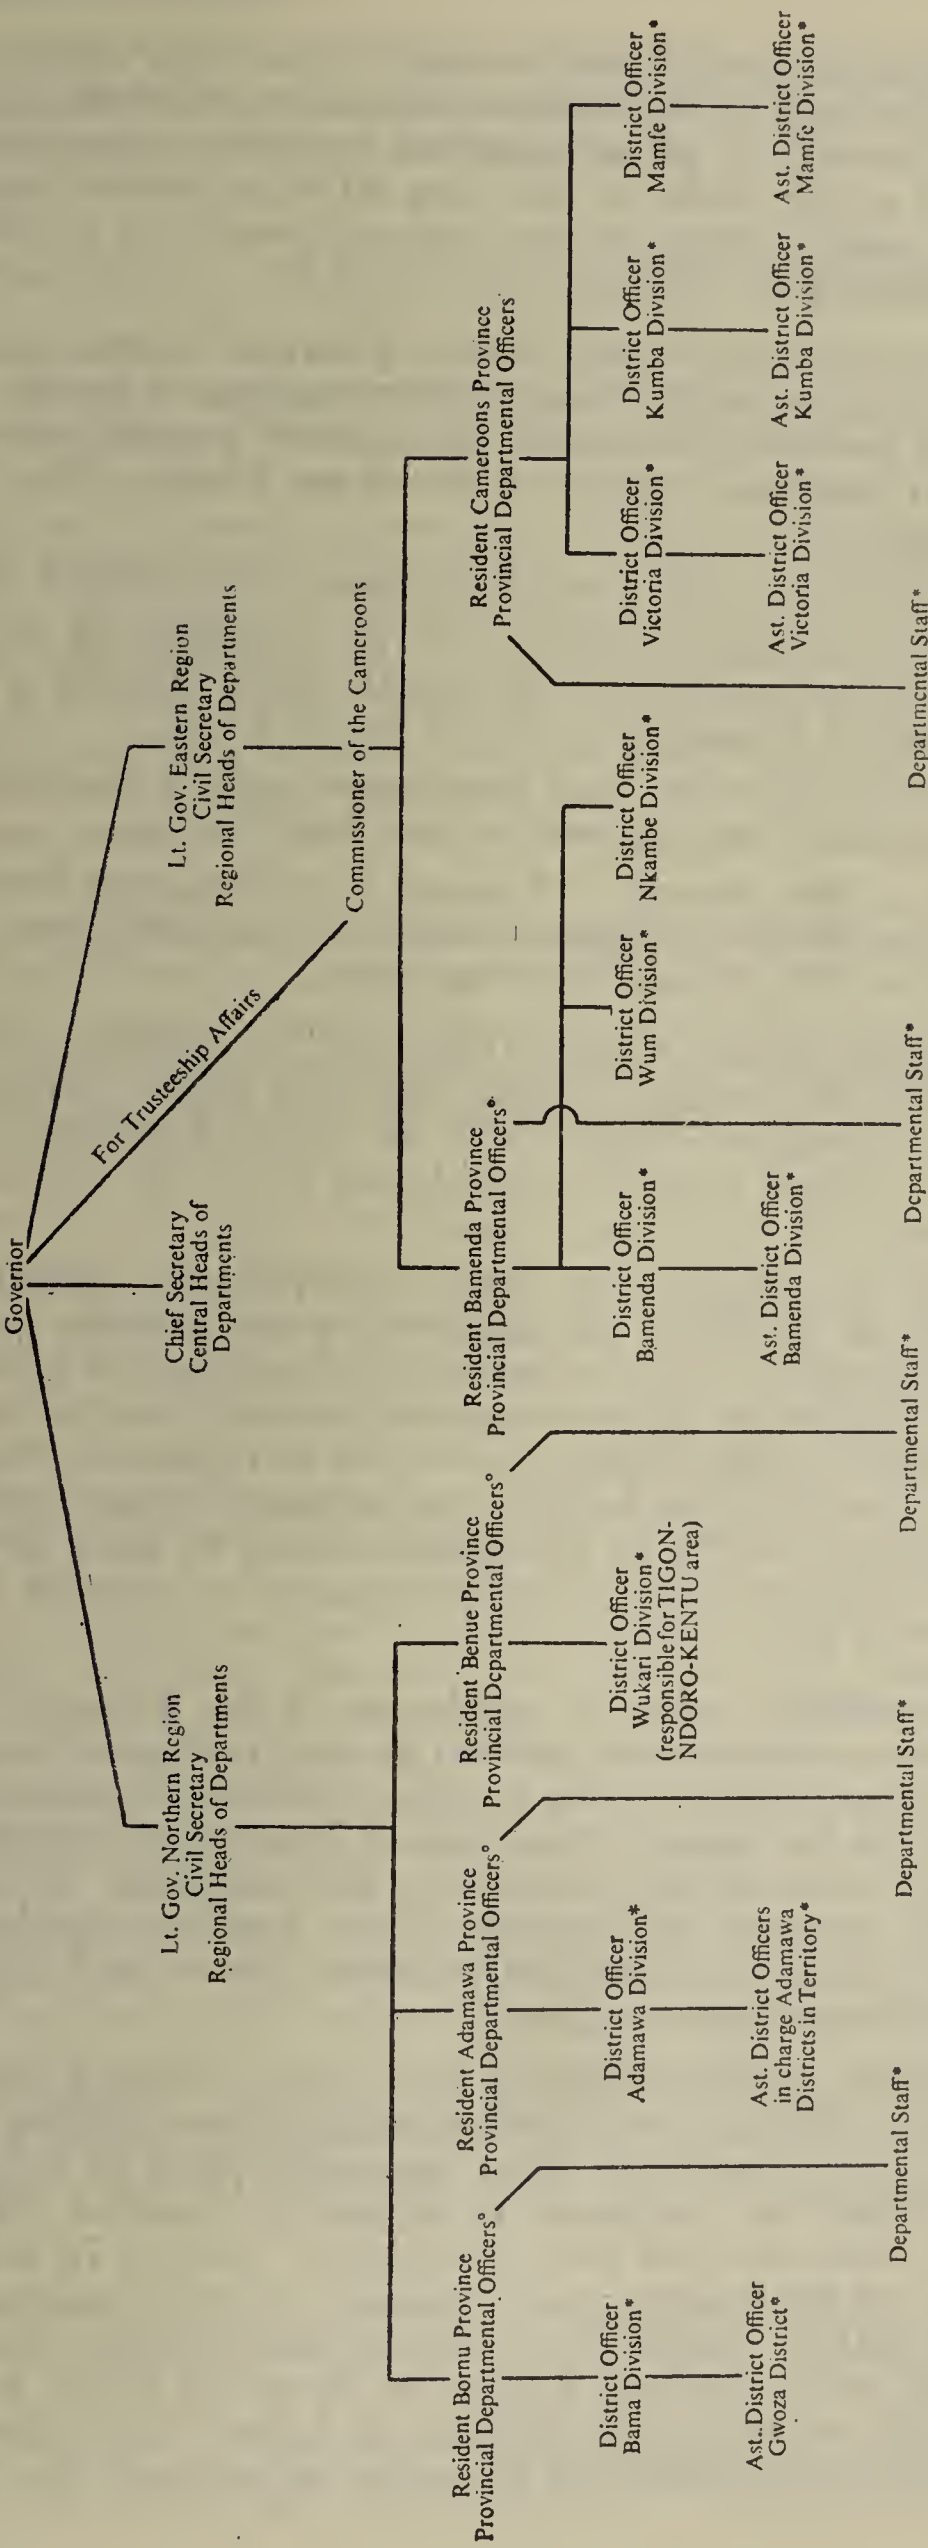 Governor
Lt. Gov. Northern Region
Civil Secretary
Regional Heads of Departments
Chief Secretary
Central Heads of
Departments
For Trusteeship Affairs
Lt. Gov. Eastern Region
Civil Secretary
Regional Heads of Departments
Commissioner of the Cameroons
Resident Bornu Province
Provincial Departmental Officers°
Resident Adamawa Province
Provincial Departmental Officers°
Resident Benue Province
Provincial Departmental Officers°
Resident Bamenda Province
Provincial Departmental Officers°
Resident Cameroons Province
Provincial Departmental Officers
District Officer
Bama Division*
District Officer
Adamawa Division*
District Officer
Wukari Division*
(responsible for TIGON-
NDORO-KENTU area)
District Officer
Bamenda Division*
District Officer
Wum Division*
District Officer
Nkambe Division*
District Officer
Victoria Division*
District Officer
Kumba Division*
District Officer
Mamfe Division*
Ast. District Officer
Gwoza District*
Ast. District Officers
in charge Adamawa
Districts in Territory*
Ast. District Officer
Bamenda Division*
Ast. District Officer
Victoria Division*
Ast. District Officer
Kumba Division*
Ast. District Officer
Mamfe Division*
Departmental Staff*
Departmental Staff*
Departmental Staff*
Departmental Staff*
Departmental Staff*